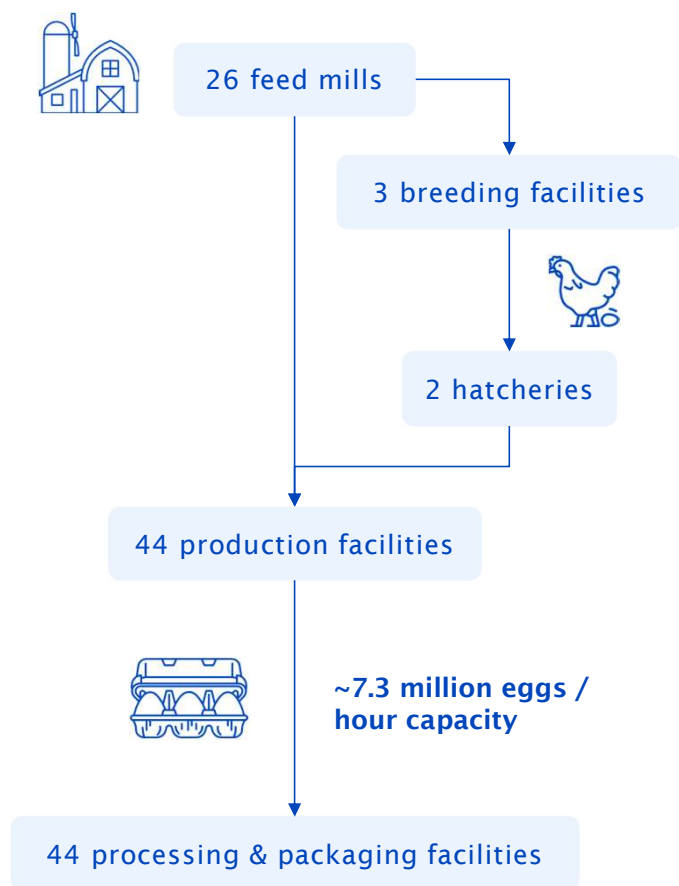 26 feed mills
3 breeding facilities
2 hatcheries
44 production facilities
~7.3 million eggs /
hour capacity
44 processing & packaging facilities